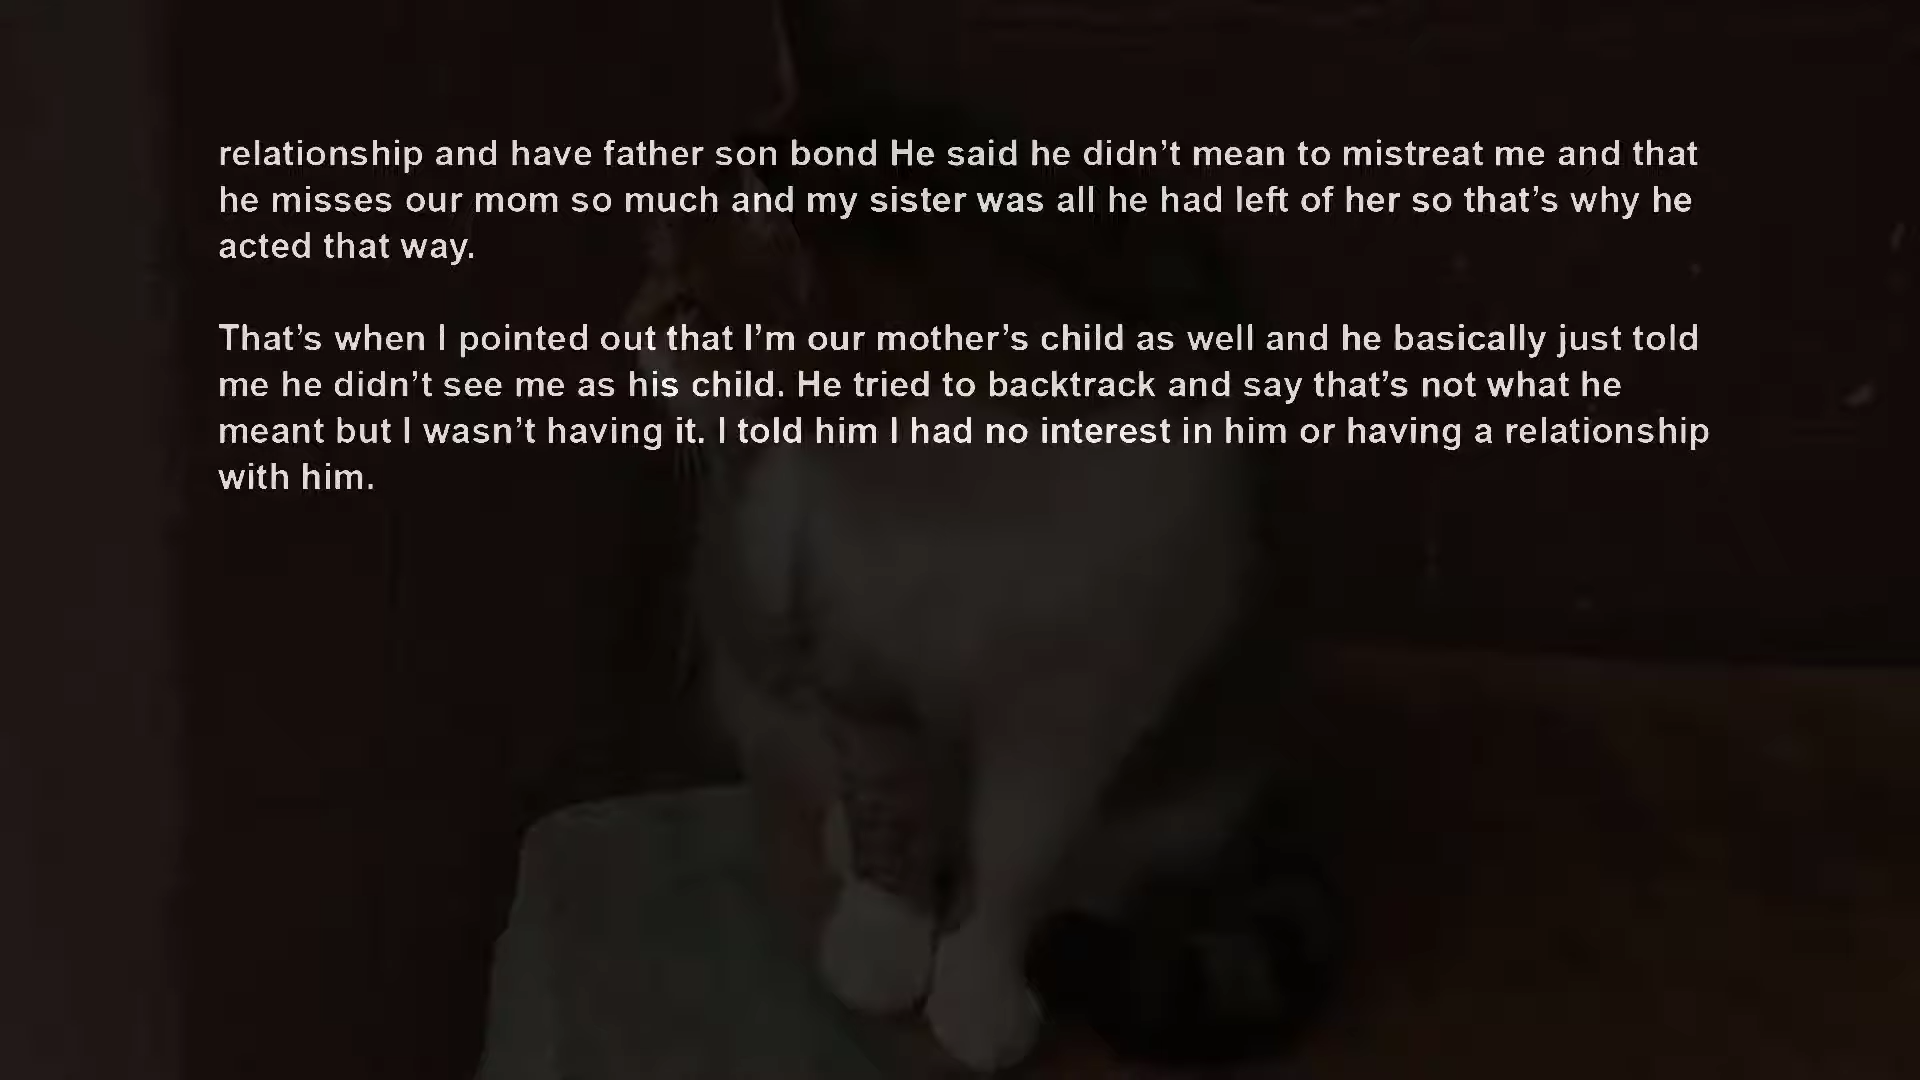 relationship and have father son bond He said he didn’t mean to mistreat me and that
he misses our mom so much and my sister was all he had left of her so that’s why he
acted that way.
That’s when I pointed out that I’m our mother’s child as well and he basically just told
me he didn’t see me as his child. He tried to backtrack and say that’s not what he
meant but I wasn’t having it. I told him I had no interest in him or having a relationship
with him.